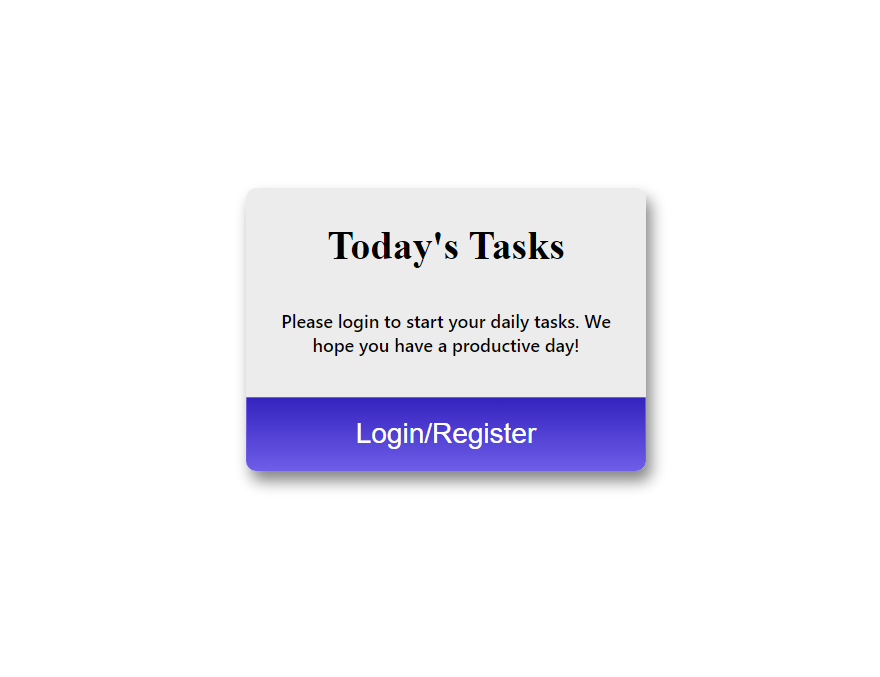 Today's Tasks
Please login to start your daily tasks. We
hope you have a productive day!
Login/Register